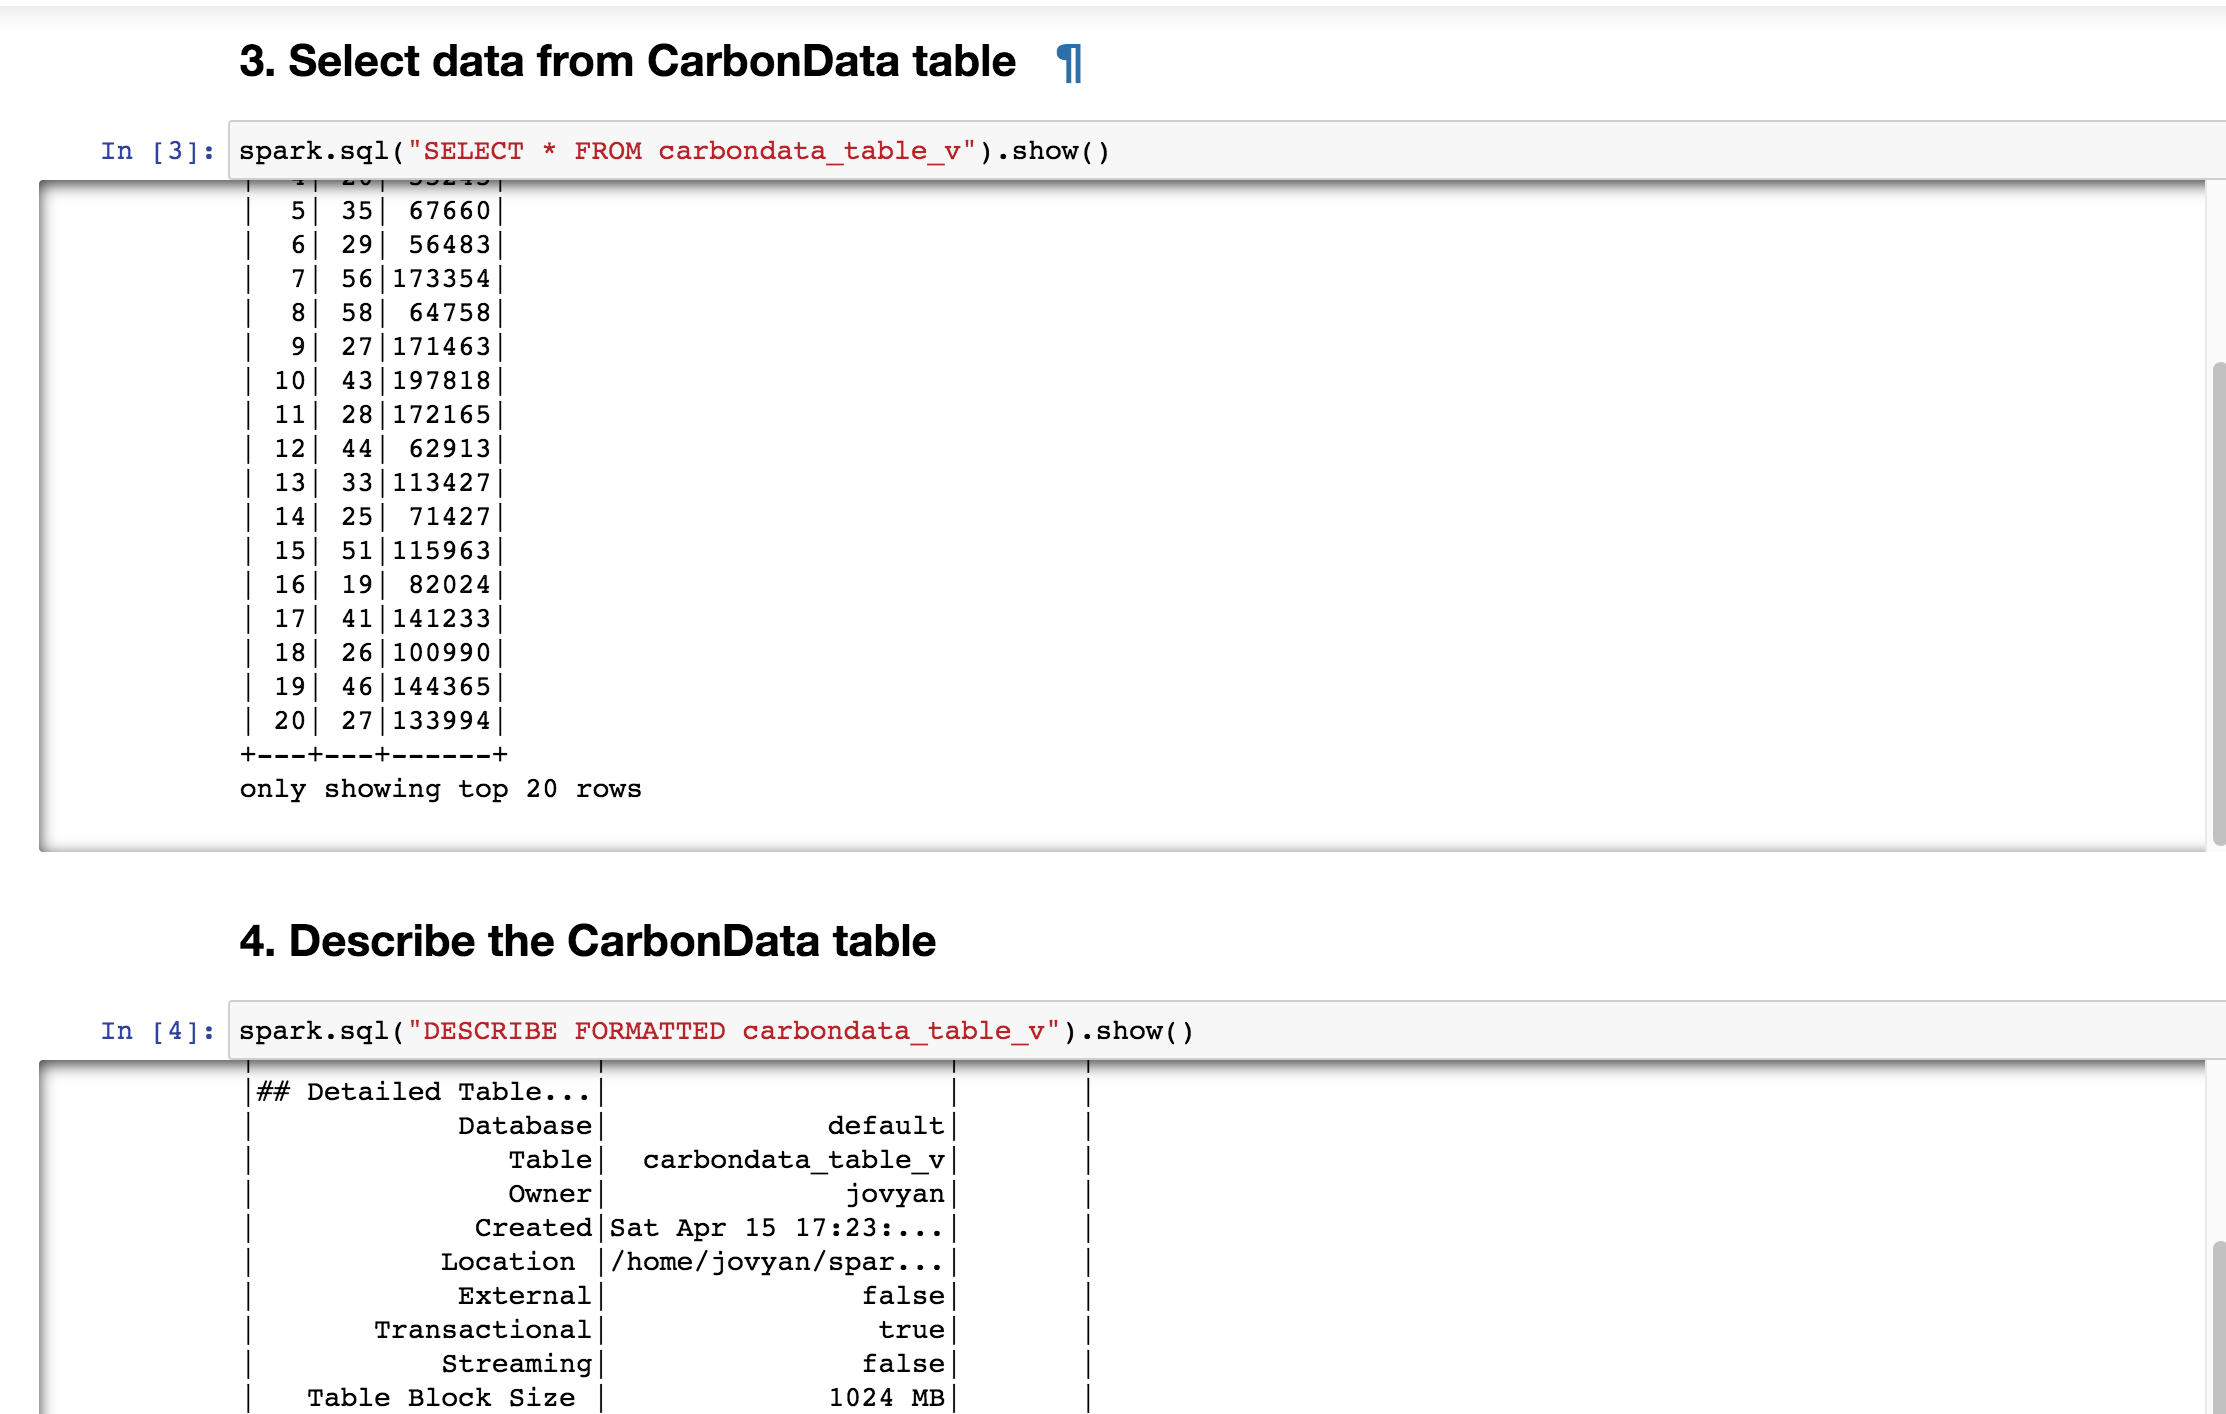 3. Select data from CarbonData table ¶
In [3]: spark.sql("SELECT * FROM carbondata_table_v").show()
|  5| 35| 67660|
|  6| 29| 56483|
|  7| 56|173354|
|  8| 58| 64758|
|  9| 27|171463|
| 10| 43|197818|
| 11| 28|172165|
| 12| 44| 62913|
| 13| 33|113427|
| 14| 25| 71427|
| 15| 51|115963|
| 16| 19| 82024|
| 17| 41|141233|
| 18| 26|100990|
| 19| 46|144365|
| 20| 27|133994|
+---+---+------+
only showing top 20 rows
4. Describe the CarbonData table
In [4]: spark.sql("DESCRIBE FORMATTED carbondata_table_v").show()
|## Detailed Table...|                    |       |
|            Database|             default|       |
|               Table|  carbondata_table_v|       |
|               Owner|              jovyan|       |
|             Created|Sat Apr 15 17:23:...|       |
|           Location |/home/jovyan/spar...|       |
|            External|               false|       |
|       Transactional|                true|       |
|           Streaming|               false|       |
|   Table Block Size |             1024 MB|       |